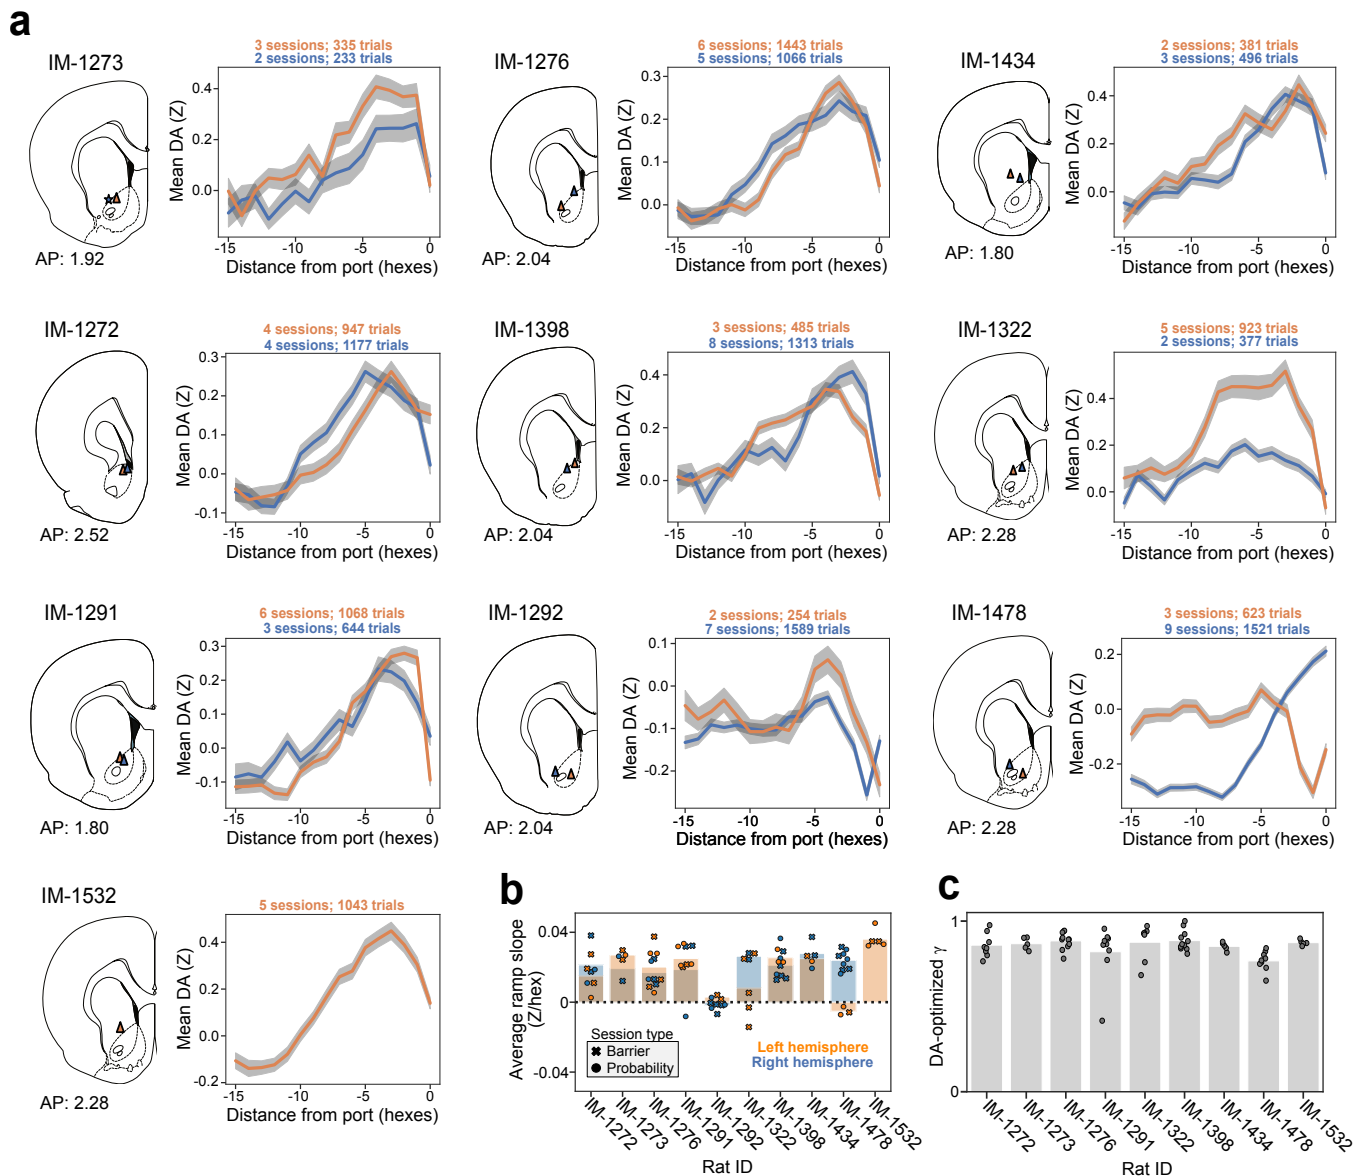 a
IM-1273
3 sessions; 335 trials
2 sessions; 233 trials
Mean DA (Z)
0.4
0.2
0.0
-15
-10
-5
0
Distance from port (hexes)
AP: 1.92
IM-1276
6 sessions; 1443 trials
5 sessions; 1066 trials
Mean DA (Z)
0.3
0.2
0.1
0.0
-15
-10
-5
0
Distance from port (hexes)
AP: 2.04
IM-1434
2 sessions; 381 trials
3 sessions; 496 trials
Mean DA (Z)
0.4
0.2
0.0
-15
-10
-5
0
Distance from port (hexes)
AP: 1.80
IM-1272
4 sessions; 947 trials
4 sessions; 1177 trials
Mean DA (Z)
0.3
0.2
0.1
0.0
-0.1
-15
-10
-5
0
Distance from port (hexes)
AP: 2.52
IM-1398
3 sessions; 485 trials
8 sessions; 1313 trials
Mean DA (Z)
0.4
0.2
0.0
-15
-10
-5
0
Distance from port (hexes)
AP: 2.04
IM-1322
5 sessions; 923 trials
2 sessions; 377 trials
Mean DA (Z)
0.4
0.2
0.0
-15
-10
-5
0
Distance from port (hexes)
AP: 2.28
IM-1291
6 sessions; 1068 trials
3 sessions; 644 trials
Mean DA (Z)
0.3
0.2
0.1
0.0
-0.1
-15
-10
-5
0
Distance from port (hexes)
AP: 1.80
IM-1292
2 sessions; 254 trials
7 sessions; 1589 trials
Mean DA (Z)
0.1
0.0
-0.1
-0.2
-15
-10
-5
0
Distance from port (hexes)
AP: 2.04
IM-1478
3 sessions; 623 trials
9 sessions; 1521 trials
Mean DA (Z)
0.2
0.0
-0.2
-15
-10
-5
0
Distance from port (hexes)
AP: 2.28
IM-1532
5 sessions; 1043 trials
Mean DA (Z)
0.4
0.2
0.0
-0.2
-15
-10
-5
0
Distance from port (hexes)
AP: 2.28
b
Average ramp slope
(Z/hex)
0.04
0
-0.04
Session type
Barrier
Probability
Left hemisphere
Right hemisphere
IM-1272
IM-1273
IM-1276
IM-1291
IM-1292
IM-1322
IM-1398
IM-1434
IM-1478
IM-1532
Rat ID
c
DA-optimized γ
1
0
IM-1272
IM-1273
IM-1276
IM-1291
IM-1322
IM-1398
IM-1434
IM-1478
IM-1532
Rat ID